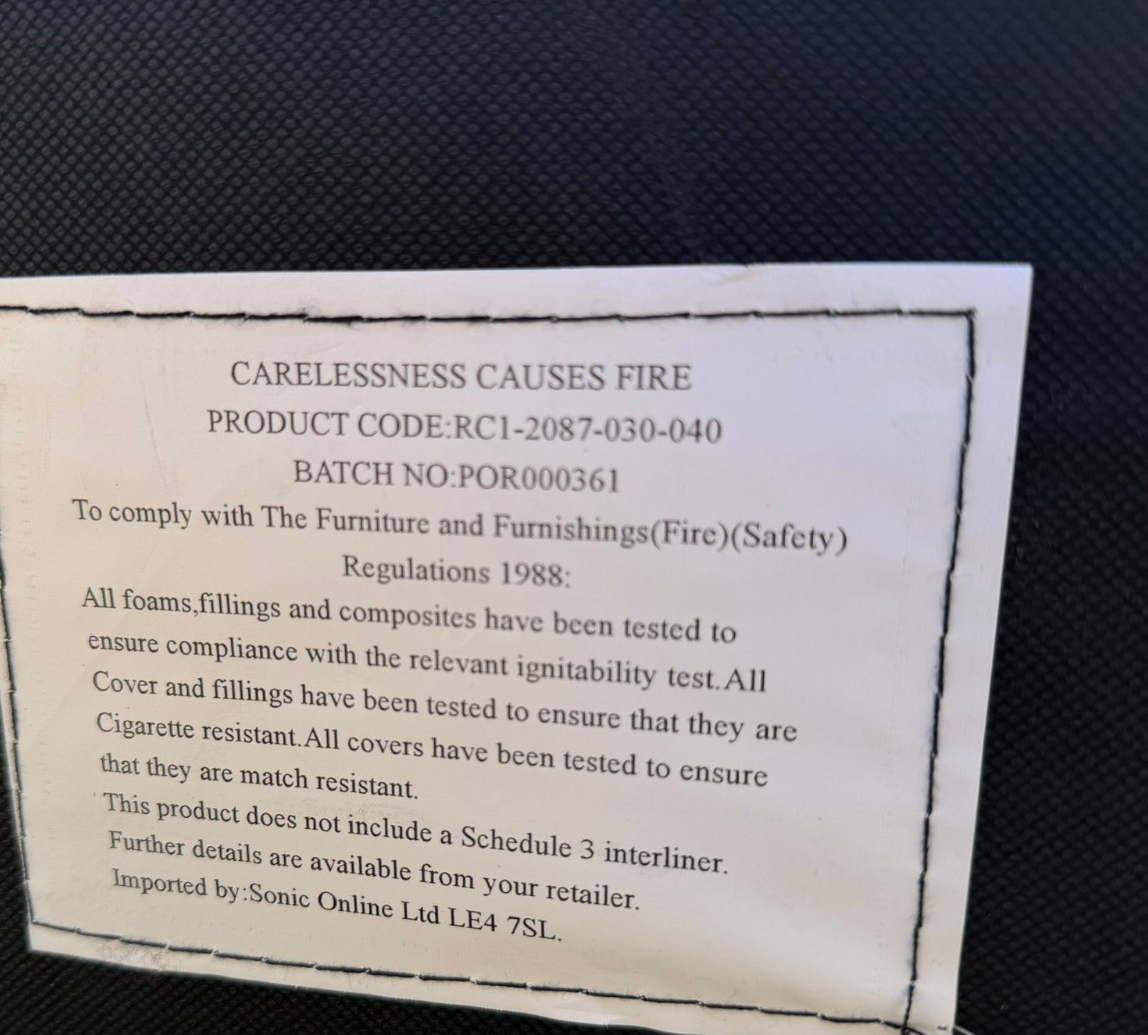 CARELESSNESS CAUSES FIRE
PRODUCT CODE:RC1-2087-030-040
BATCH NO:POR000361
To comply with The Furniture and Furnishings(Fire)(Safety)
Regulations 1988:
All foams,fillings and composites have been tested to
ensure compliance with the relevant ignitability test.All
Cover and fillings have been tested to ensure that they are
Cigarette resistant.All covers have been tested to ensure
that they are match resistant.
This product does not include a Schedule 3 interliner.
Further details are available from your retailer.
Imported by:Sonic Online Ltd LE4 7SL.